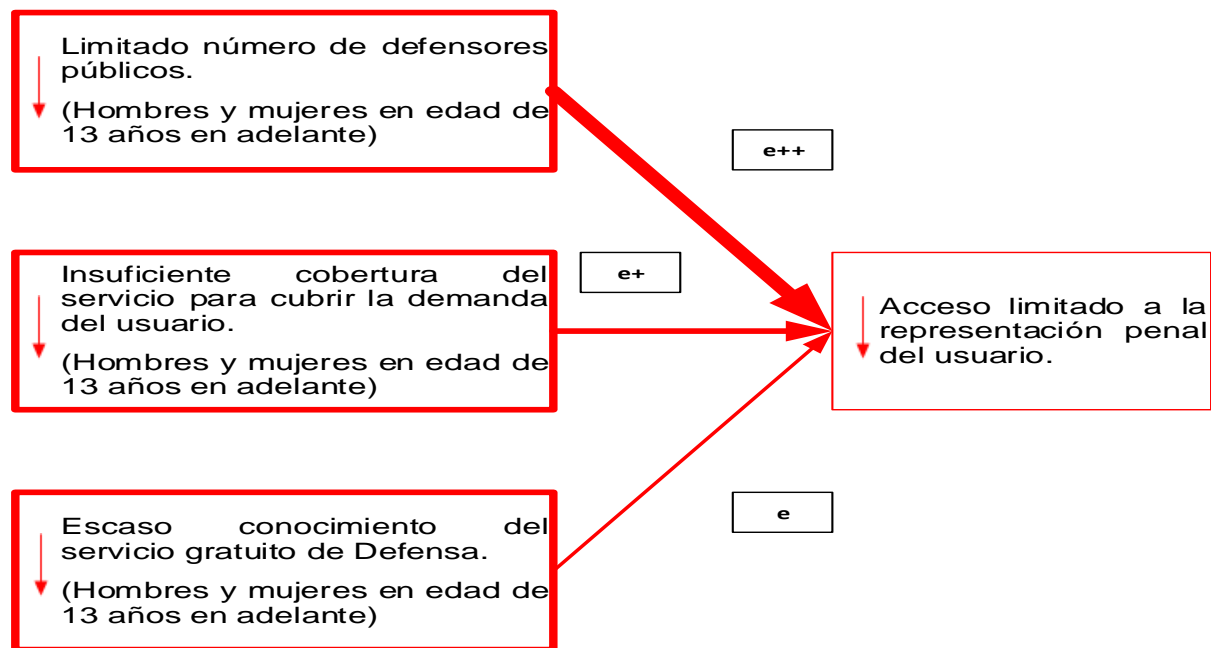 Limitado número de defensores
públicos.
(Hombres y mujeres en edad de
13 años en adelante)
e++
Insuficiente cobertura del
servicio para cubrir la demanda
del usuario.
(Hombres y mujeres en edad de
13 años en adelante)
e+
Acceso limitado a la
representación penal
del usuario.
Escaso conocimiento del
servicio gratuito de Defensa.
(Hombres y mujeres en edad de
13 años en adelante)
e